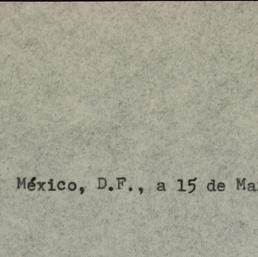 México, D.F., a 15 de Ma